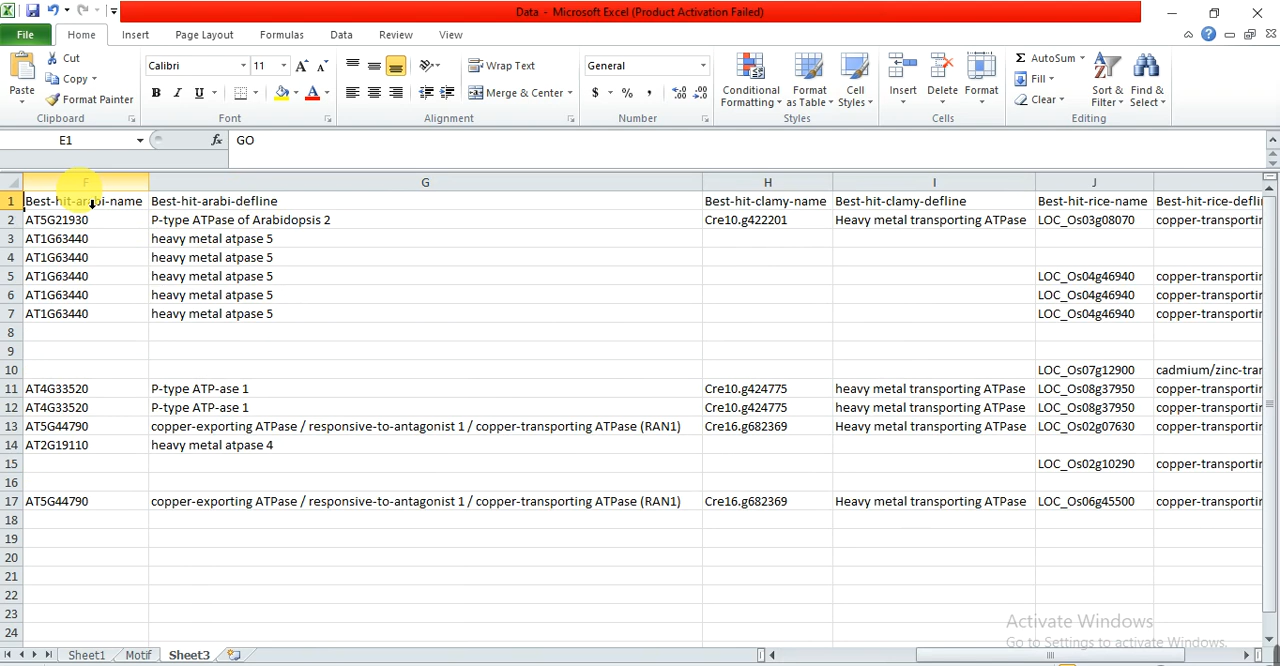 Data - Microsoft Excel (Product Activation Failed)
File Home Insert Page Layout Formulas Data Review View
Paste
Cut
Copy
Format Painter
Clipboard
Calibri 11
B I U
Font
Wrap Text
Merge & Center
Alignment
General
$ % ,
Number
Conditional Formatting
Format as Table
Cell Styles
Styles
Insert Delete Format
Cells
AutoSum
Fill
Clear
Sort & Filter
Find & Select
Editing
E1 fx GO
F G H I J
1 Best-hit-arabi-name Best-hit-arabi-defline Best-hit-clamy-name Best-hit-clamy-defline Best-hit-rice-name Best-hit-rice-defli
2 AT5G21930 P-type ATPase of Arabidopsis 2 Cre10.g422201 Heavy metal transporting ATPase LOC_Os03g08070 copper-transportin
3 AT1G63440 heavy metal atpase 5
4 AT1G63440 heavy metal atpase 5
5 AT1G63440 heavy metal atpase 5 LOC_Os04g46940 copper-transportin
6 AT1G63440 heavy metal atpase 5 LOC_Os04g46940 copper-transportin
7 AT1G63440 heavy metal atpase 5 LOC_Os04g46940 copper-transportin
8
9
10 LOC_Os07g12900 cadmium/zinc-tran
11 AT4G33520 P-type ATP-ase 1 Cre10.g424775 heavy metal transporting ATPase LOC_Os08g37950 copper-transportin
12 AT4G33520 P-type ATP-ase 1 Cre10.g424775 heavy metal transporting ATPase LOC_Os08g37950 copper-transportin
13 AT5G44790 copper-exporting ATPase / responsive-to-antagonist 1 / copper-transporting ATPase (RAN1) Cre16.g682369 Heavy metal transporting ATPase LOC_Os02g07630 copper-transportin
14 AT2G19110 heavy metal atpase 4
15 LOC_Os02g10290 copper-transportin
16
17 AT5G44790 copper-exporting ATPase / responsive-to-antagonist 1 / copper-transporting ATPase (RAN1) Cre16.g682369 Heavy metal transporting ATPase LOC_Os06g45500 copper-transportin
18
19
20
21
22
23
24
Activate Windows
Go to Settings to activate Windows.
Sheet1 Motif Sheet3